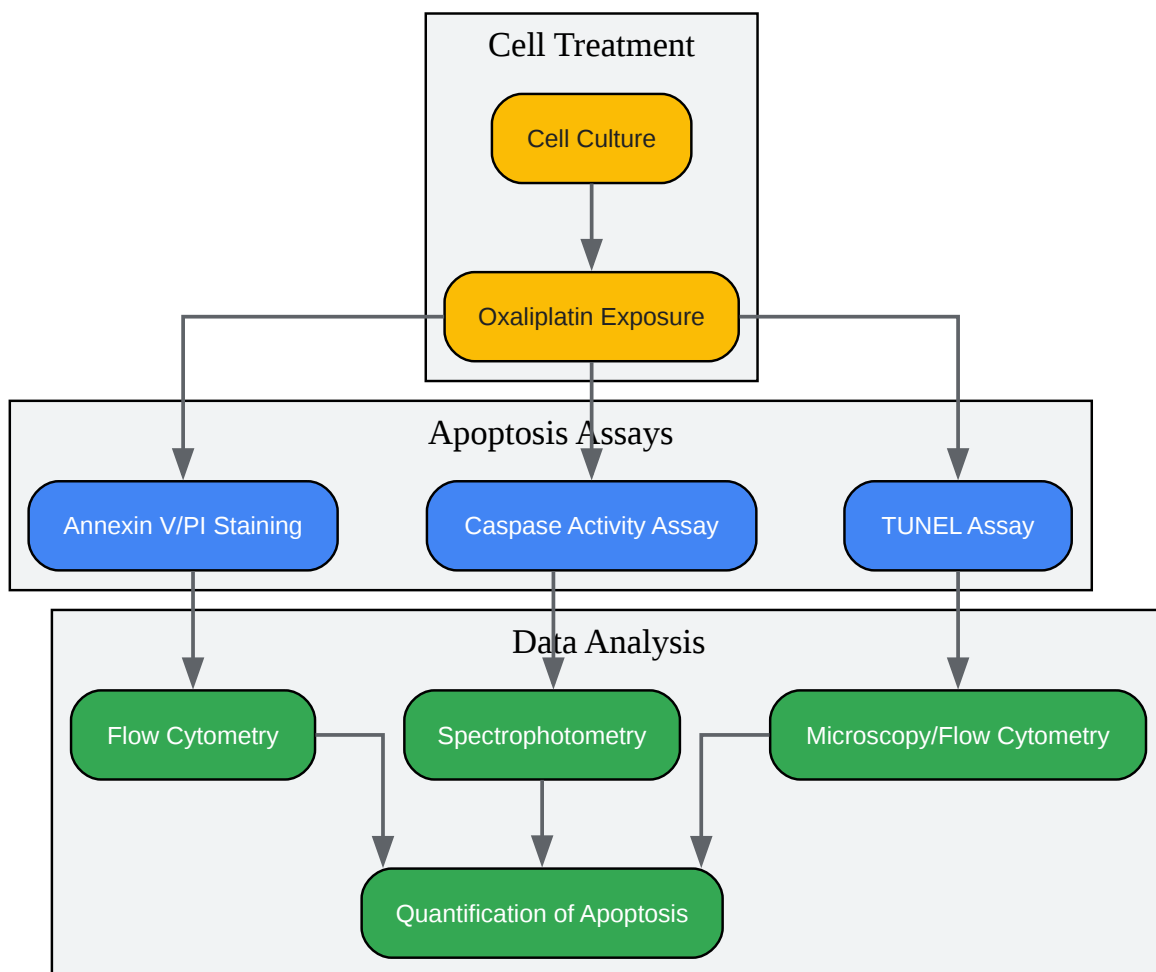 Cell Treatment
Cell Culture
Oxaliplatin Exposure
Apoptosis Assays
Annexin V/PI Staining
Caspase Activity Assay
TUNEL Assay
Data Analysis
Flow Cytometry
Spectrophotometry
Microscopy/Flow Cytometry
Quantification of Apoptosis